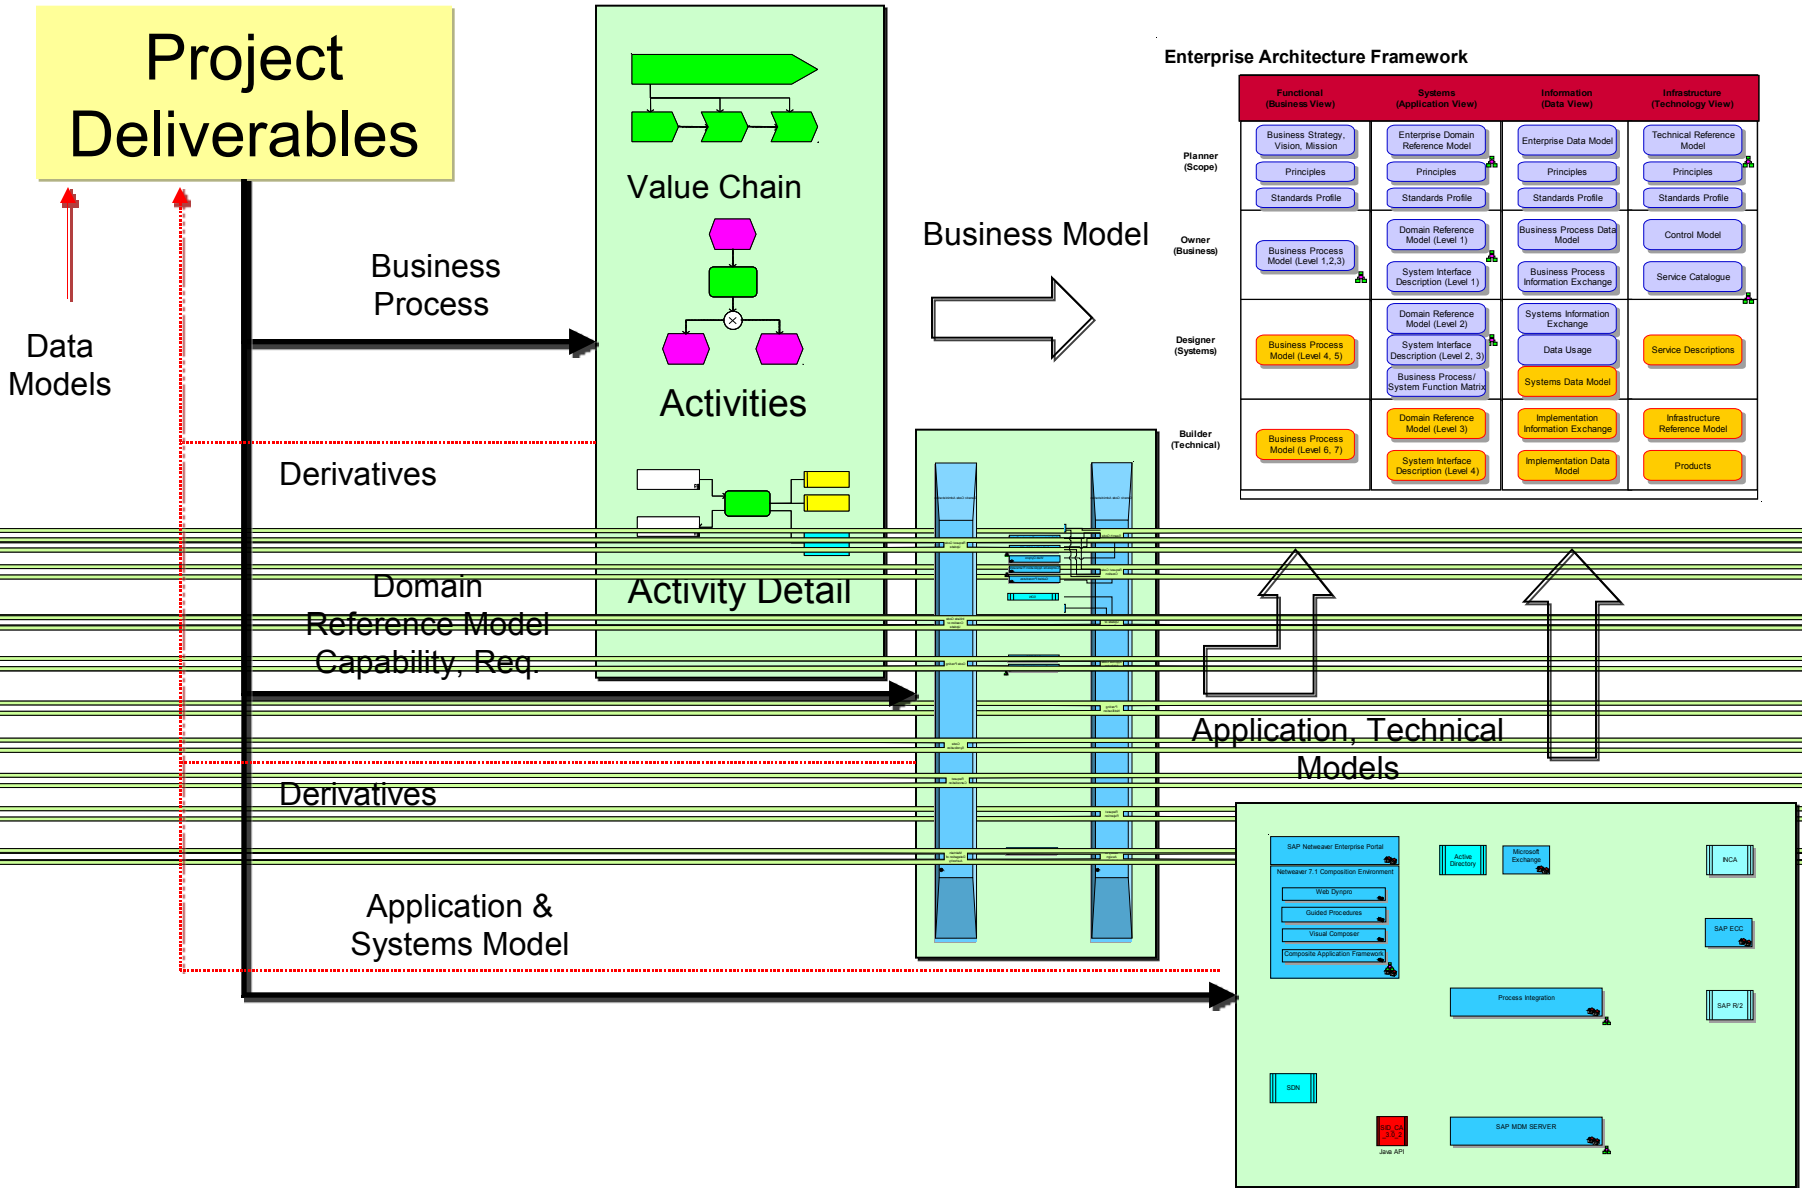 Project
Deliverables
Value Chain
Activities
Activity Detail
Business
Process
Data
Models
Derivatives
Domain
Reference Model
Capability, Req.
Derivatives
Application &
Systems Model
Business Model
Application, Technical
Models
Enterprise Architecture Framework
Functional
(Business View)
Systems
(Application View)
Information
(Data View)
Infrastructure
(Technology View)
Planner
(Scope)
Business Strategy,
Vision, Mission
Principles
Standards Profile
Enterprise Domain
Reference Model
Principles
Standards Profile
Enterprise Data Model
Principles
Standards Profile
Technical Reference
Model
Principles
Standards Profile
Owner
(Business)
Business Process
Model (Level 1,2,3)
Domain Reference
Model (Level 1)
System Interface
Description (Level 1)
Business Process Data
Model
Business Process
Information Exchange
Control Model
Service Catalogue
Designer
(Systems)
Business Process
Model (Level 4, 5)
Domain Reference
Model (Level 2)
System Interface
Description (Level 2, 3)
Business Process/
System Function Matrix
Systems Information
Exchange
Data Usage
Systems Data Model
Service Descriptions
Builder
(Technical)
Business Process
Model (Level 6, 7)
Domain Reference
Model (Level 3)
System Interface
Description (Level 4)
Implementation
Information Exchange
Implementation Data
Model
Infrastructure
Reference Model
Products
SAP Netweaver Enterprise Portal
Netweaver 7.1 Composition Environment
Web Dynpro
Guided Procedures
Visual Composer
Composite Application Framework
Active
Directory
Microsoft
Exchange
INCA
SAP ECC
Process Integration
SAP R/2
SDN
Java API
SAP MDM SERVER